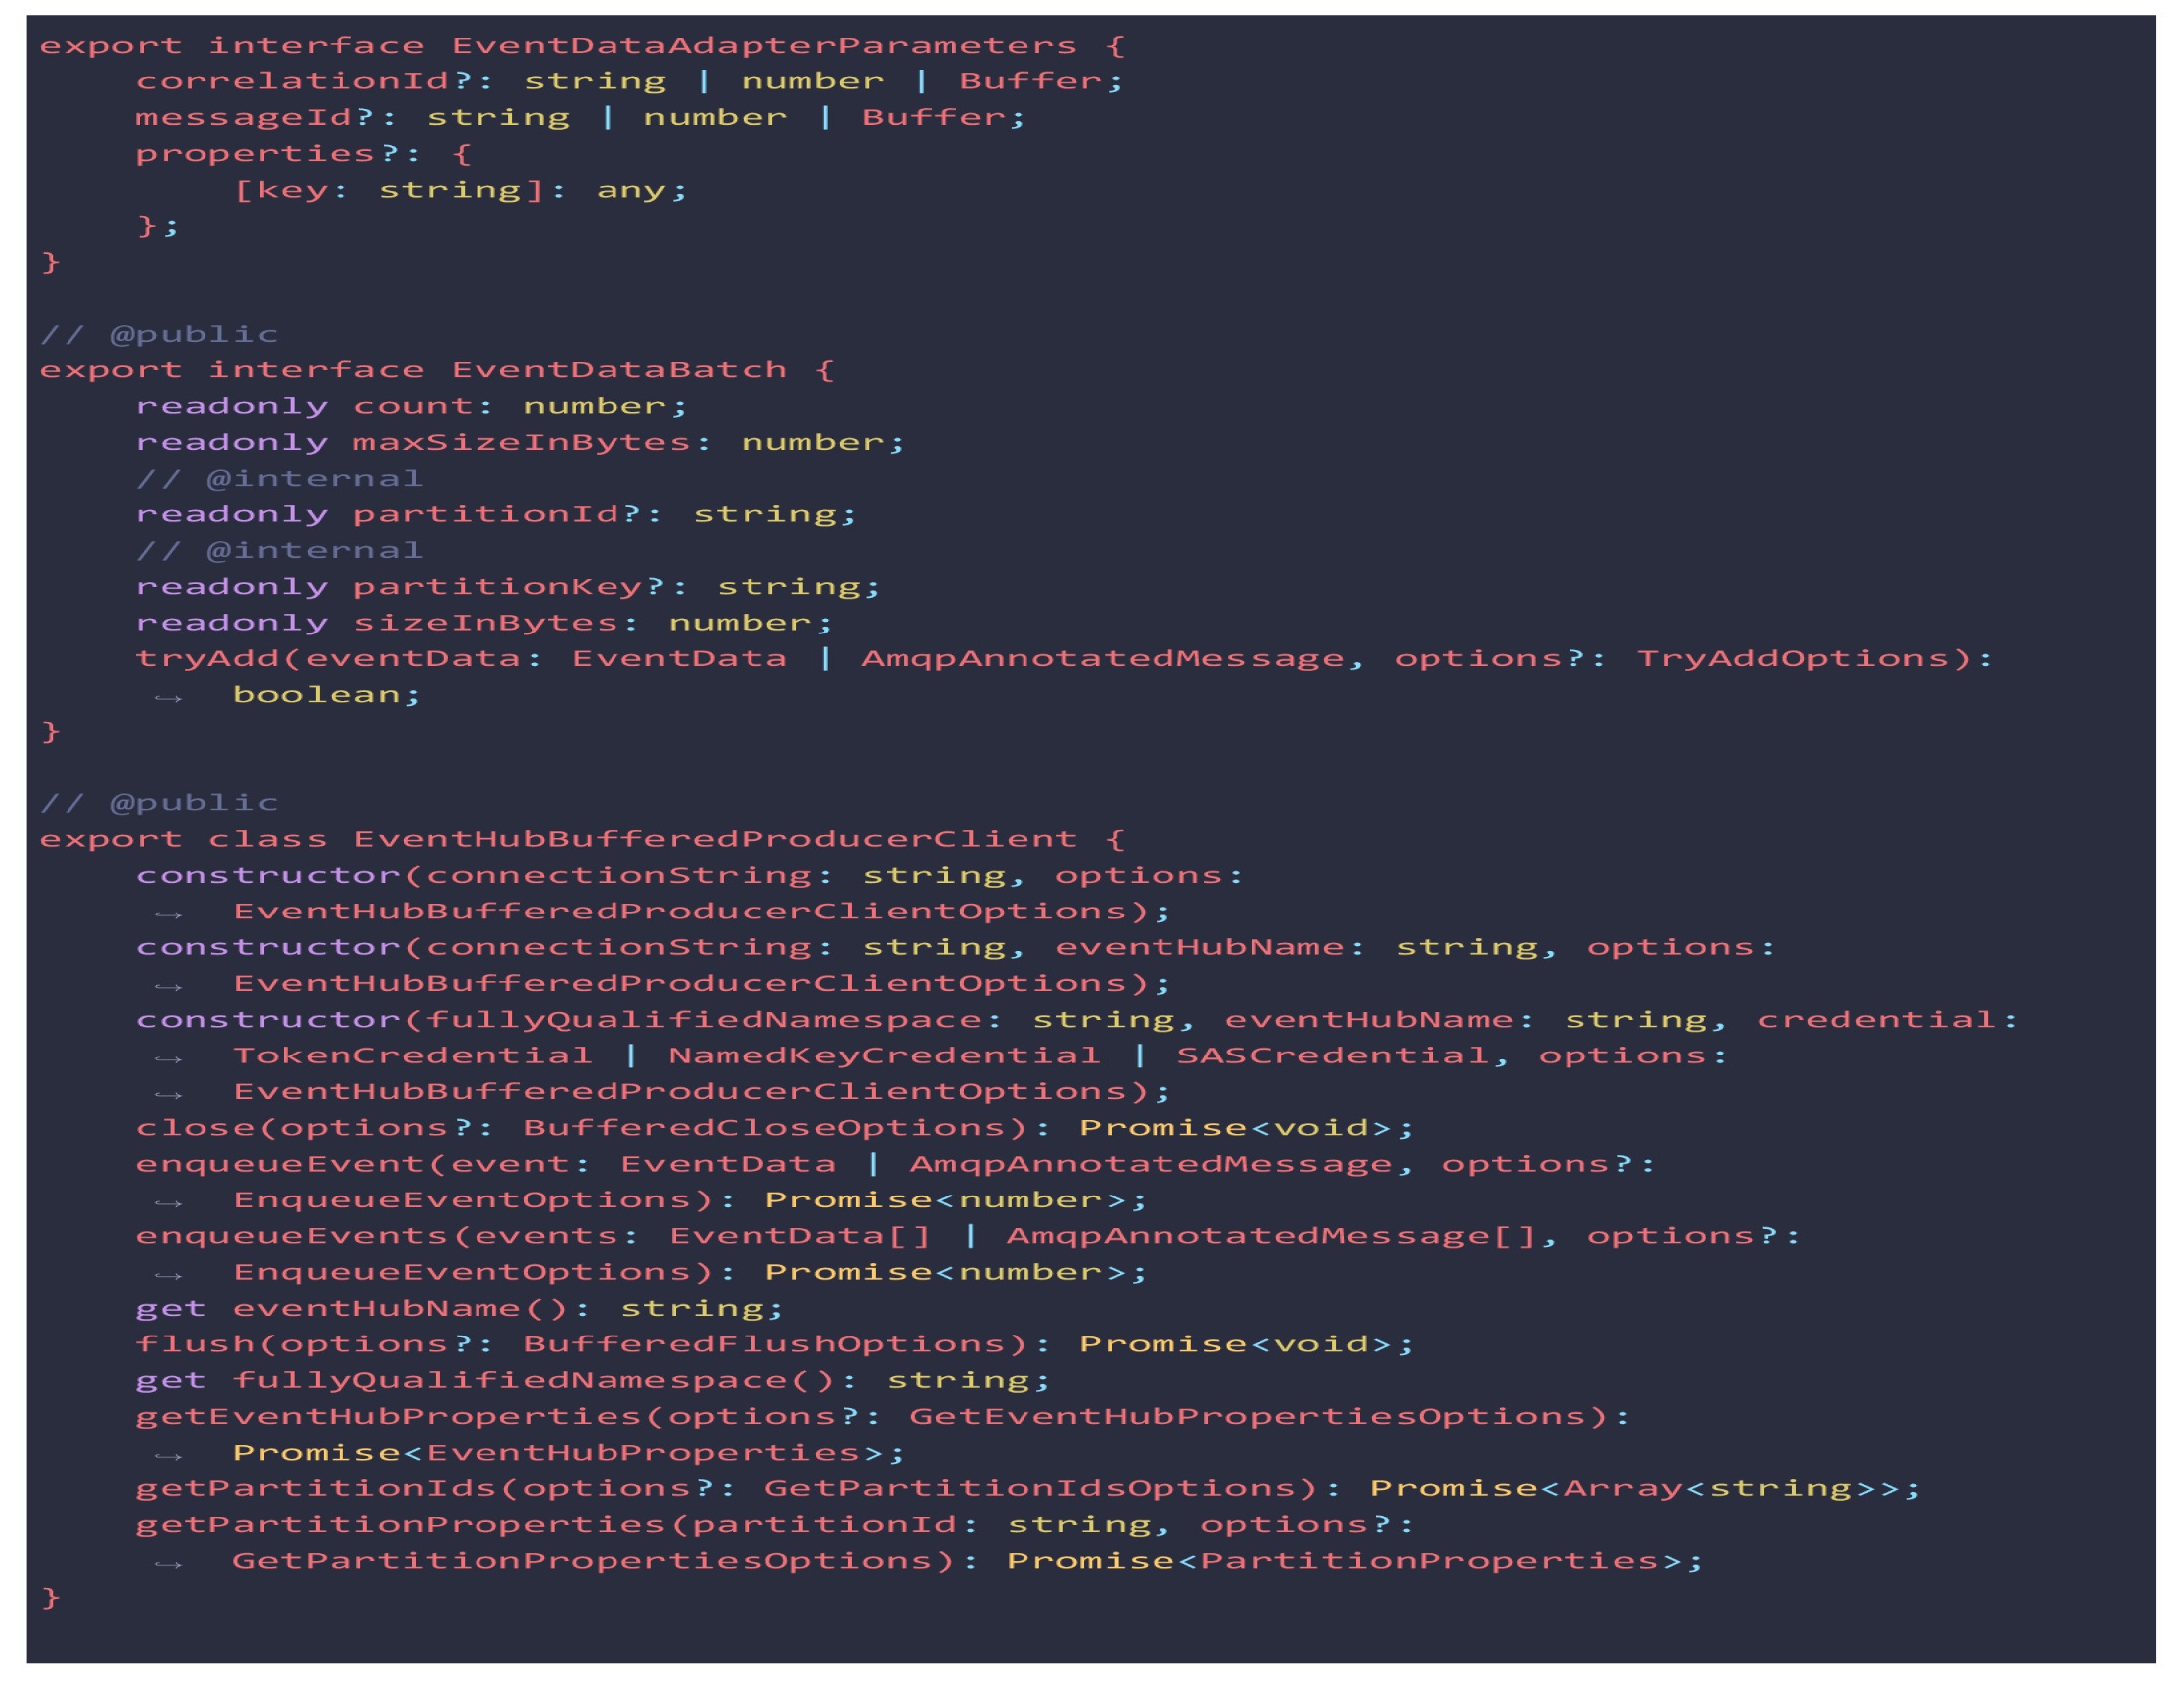 export interface EventDataAdapterParameters {
    correlationId?: string | number | Buffer;
    messageId?: string | number | Buffer;
    properties?: {
        [key: string]: any;
    };
}

// @public
export interface EventDataBatch {
    readonly count: number;
    readonly maxSizeInBytes: number;
    // @internal
    readonly partitionId?: string;
    // @internal
    readonly partitionKey?: string;
    readonly sizeInBytes: number;
    tryAdd(eventData: EventData | AmqpAnnotatedMessage, options?: TryAddOptions):
    ↪   boolean;
}

// @public
export class EventHubBufferedProducerClient {
    constructor(connectionString: string, options:
    ↪   EventHubBufferedProducerClientOptions);
    constructor(connectionString: string, eventHubName: string, options:
    ↪   EventHubBufferedProducerClientOptions);
    constructor(fullyQualifiedNamespace: string, eventHubName: string, credential:
    ↪   TokenCredential | NamedKeyCredential | SASCredential, options:
    ↪   EventHubBufferedProducerClientOptions);
    close(options?: BufferedCloseOptions): Promise<void>;
    enqueueEvent(event: EventData | AmqpAnnotatedMessage, options?:
    ↪   EnqueueEventOptions): Promise<number>;
    enqueueEvents(events: EventData[] | AmqpAnnotatedMessage[], options?:
    ↪   EnqueueEventOptions): Promise<number>;
    get eventHubName(): string;
    flush(options?: BufferedFlushOptions): Promise<void>;
    get fullyQualifiedNamespace(): string;
    getEventHubProperties(options?: GetEventHubPropertiesOptions):
    ↪   Promise<EventHubProperties>;
    getPartitionIds(options?: GetPartitionIdsOptions): Promise<Array<string>>;
    getPartitionProperties(partitionId: string, options?:
    ↪   GetPartitionPropertiesOptions): Promise<PartitionProperties>;
}